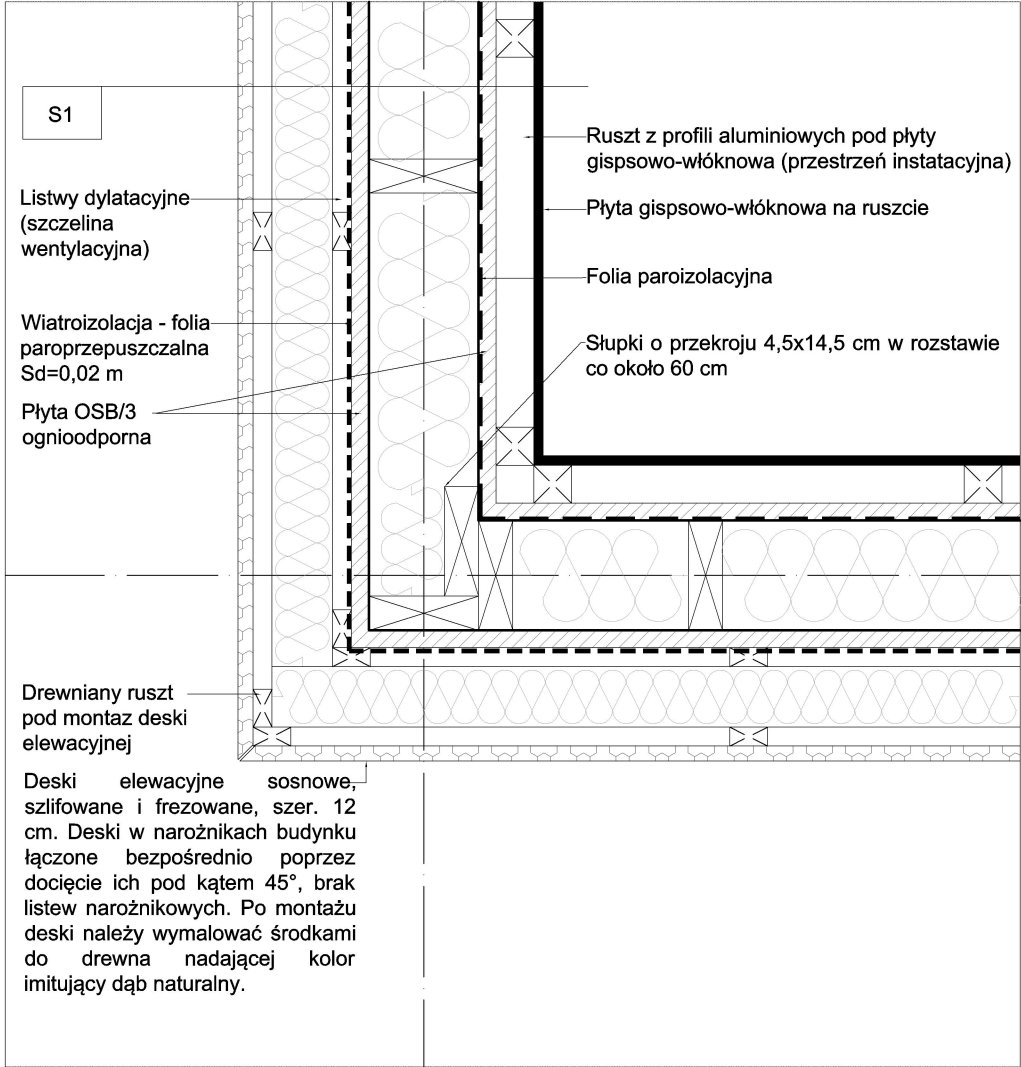 S1
Listwy dylatacyjne
(szczelina
wentylacyjna)
Wiatroizolacja - folia
paroprzepuszczalna
Sd=0,02 m
Płyta OSB/3
ognioodporna
Drewniany ruszt
pod montaz deski
elewacyjnej
Deski elewacyjne sosnowe,
szlifowane i frezowane, szer. 12
cm. Deski w narożnikach budynku
łączone bezpośrednio poprzez
docięcie ich pod kątem 45°, brak
listew narożnikowych. Po montażu
deski należy wymalować środkami
do drewna nadającej kolor
imitujący dąb naturalny.
Ruszt z profili aluminiowych pod płyty
gispsowo-włóknowa (przestrzeń instatacyjna)
Płyta gispsowo-włóknowa na ruszcie
Folia paroizolacyjna
Słupki o przekroju 4,5x14,5 cm w rozstawie
co około 60 cm